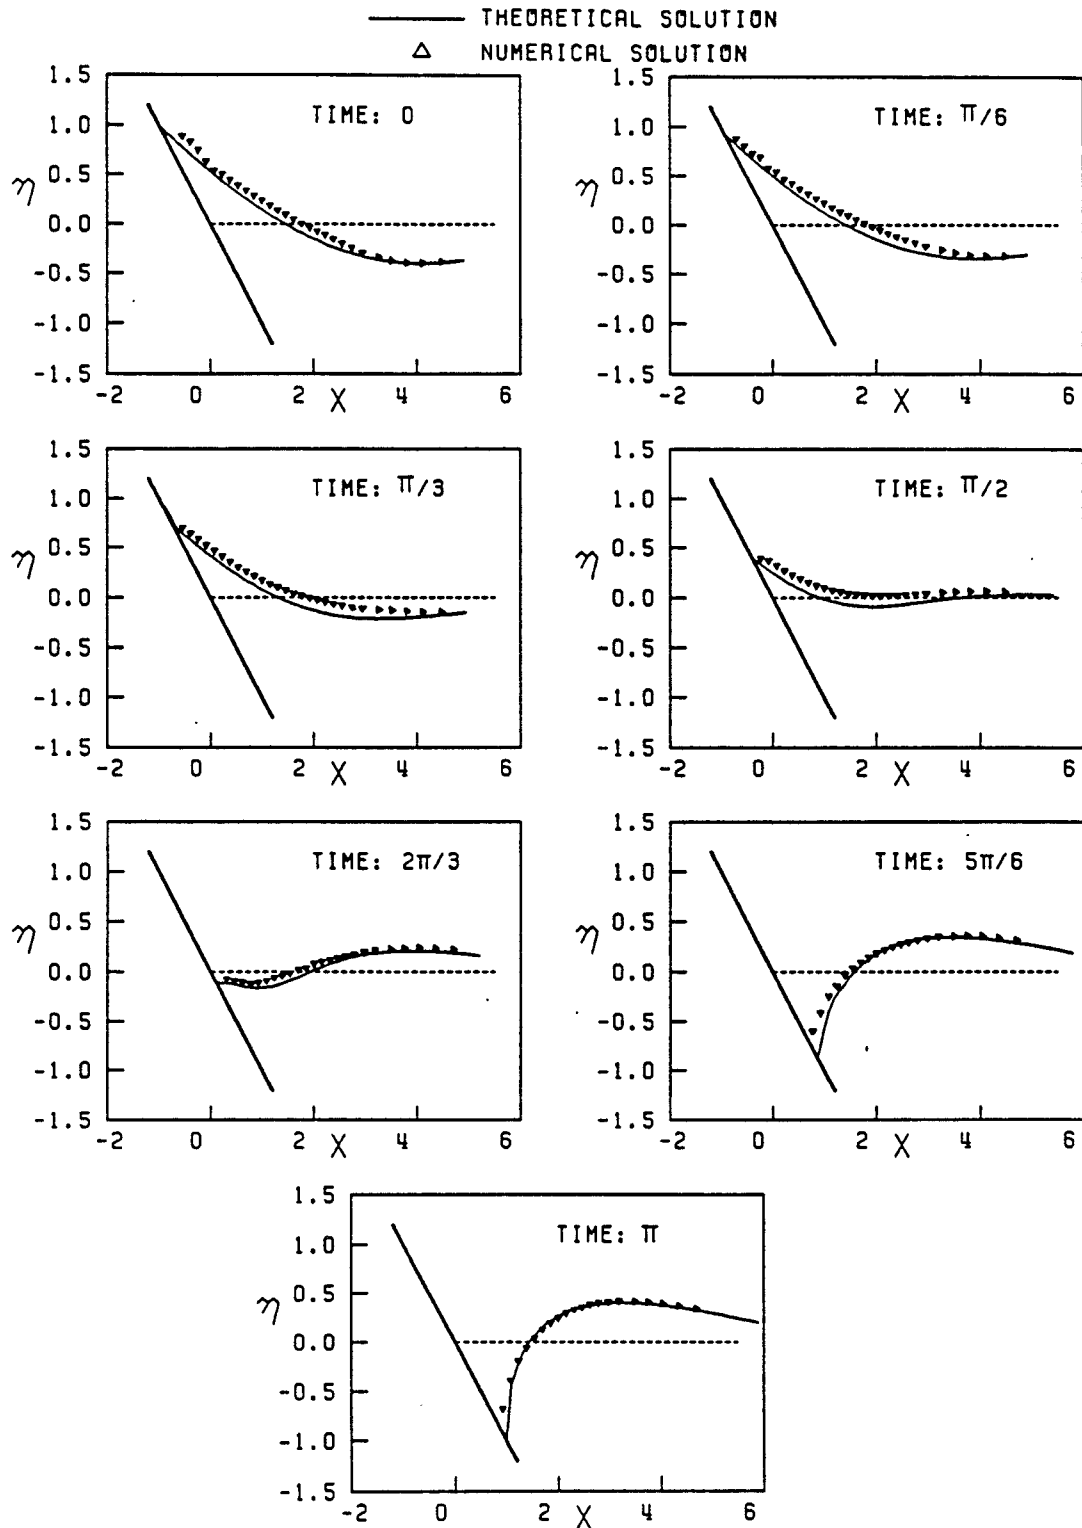 THEORETICAL SOLUTION
△ NUMERICAL SOLUTION
TIME: 0
η
1.5
1.0
0.5
0.0
-0.5
-1.0
-1.5
-2 0 X 2 4 6
TIME: π/6
η
1.5
1.0
0.5
0.0
-0.5
-1.0
-1.5
-2 0 2 X 4 6
TIME: π/3
η
1.5
1.0
0.5
0.0
-0.5
-1.0
-1.5
-2 0 2 X 4 6
TIME: π/2
η
1.5
1.0
0.5
0.0
-0.5
-1.0
-1.5
-2 0 2 X 4 6
TIME: 2π/3
η
1.5
1.0
0.5
0.0
-0.5
-1.0
-1.5
-2 0 2 X 4 6
TIME: 5π/6
η
1.5
1.0
0.5
0.0
-0.5
-1.0
-1.5
-2 0 2 X 4 6
TIME: π
η
1.5
1.0
0.5
0.0
-0.5
-1.0
-1.5
-2 0 2 X 4 6